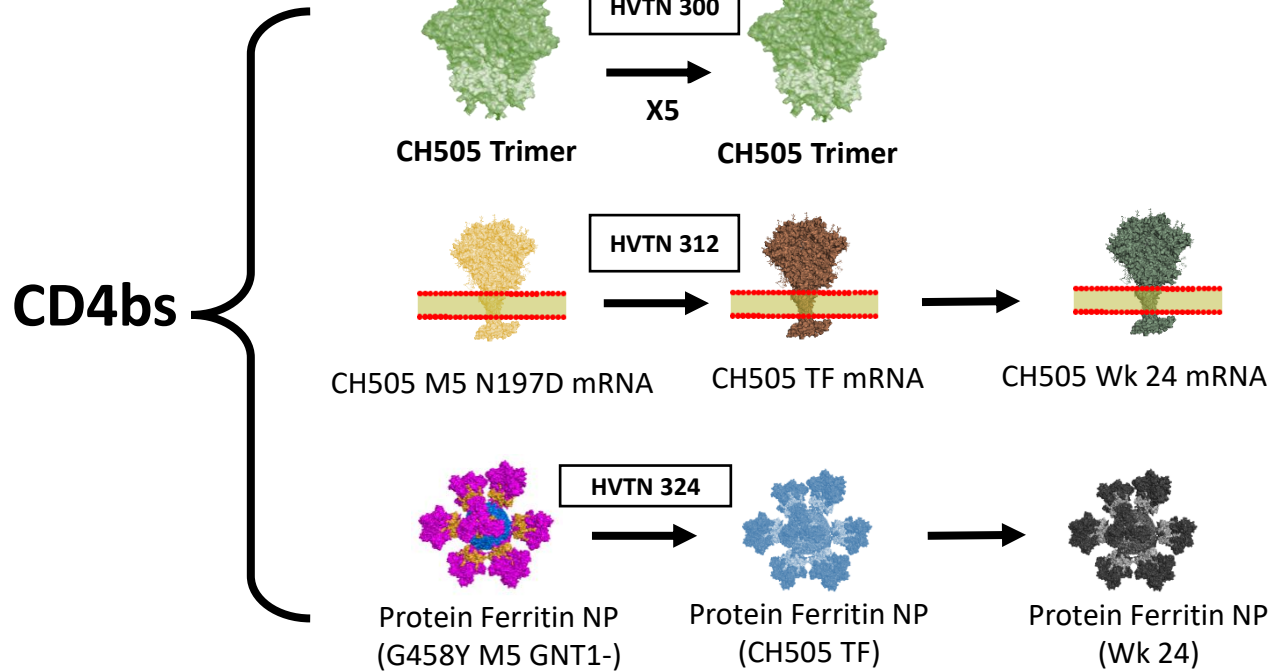 HVTN 300
X5
CH505 Trimer
CH505 Trimer
CD4bs
HVTN 312
CH505 M5 N197D mRNA
CH505 TF mRNA
CH505 Wk 24 mRNA
HVTN 324
Protein Ferritin NP
(G458Y M5 GNT1-)
Protein Ferritin NP
(CH505 TF)
Protein Ferritin NP
(Wk 24)